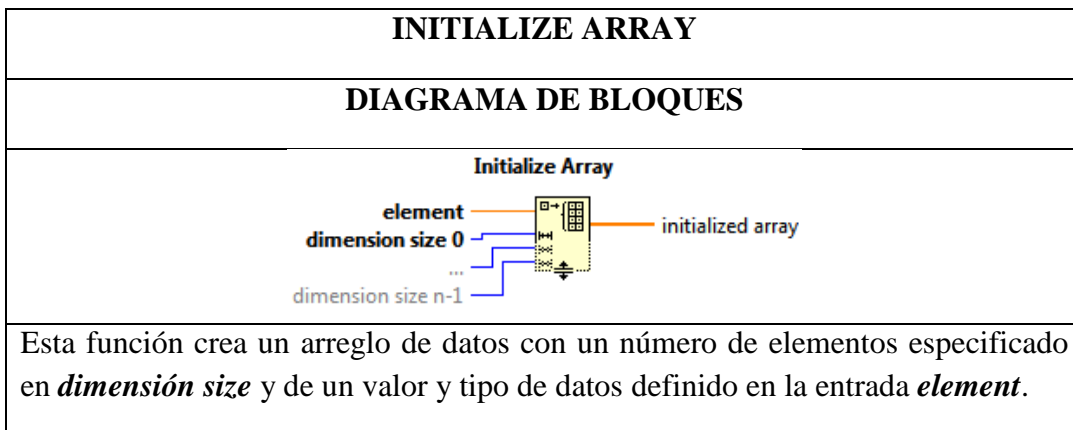 INITIALIZE ARRAY
DIAGRAMA DE BLOQUES
Initialize Array
element
dimension size 0
...
dimension size n-1
initialized array
Esta función crea un arreglo de datos con un número de elementos especificado
en dimensión size y de un valor y tipo de datos definido en la entrada element.